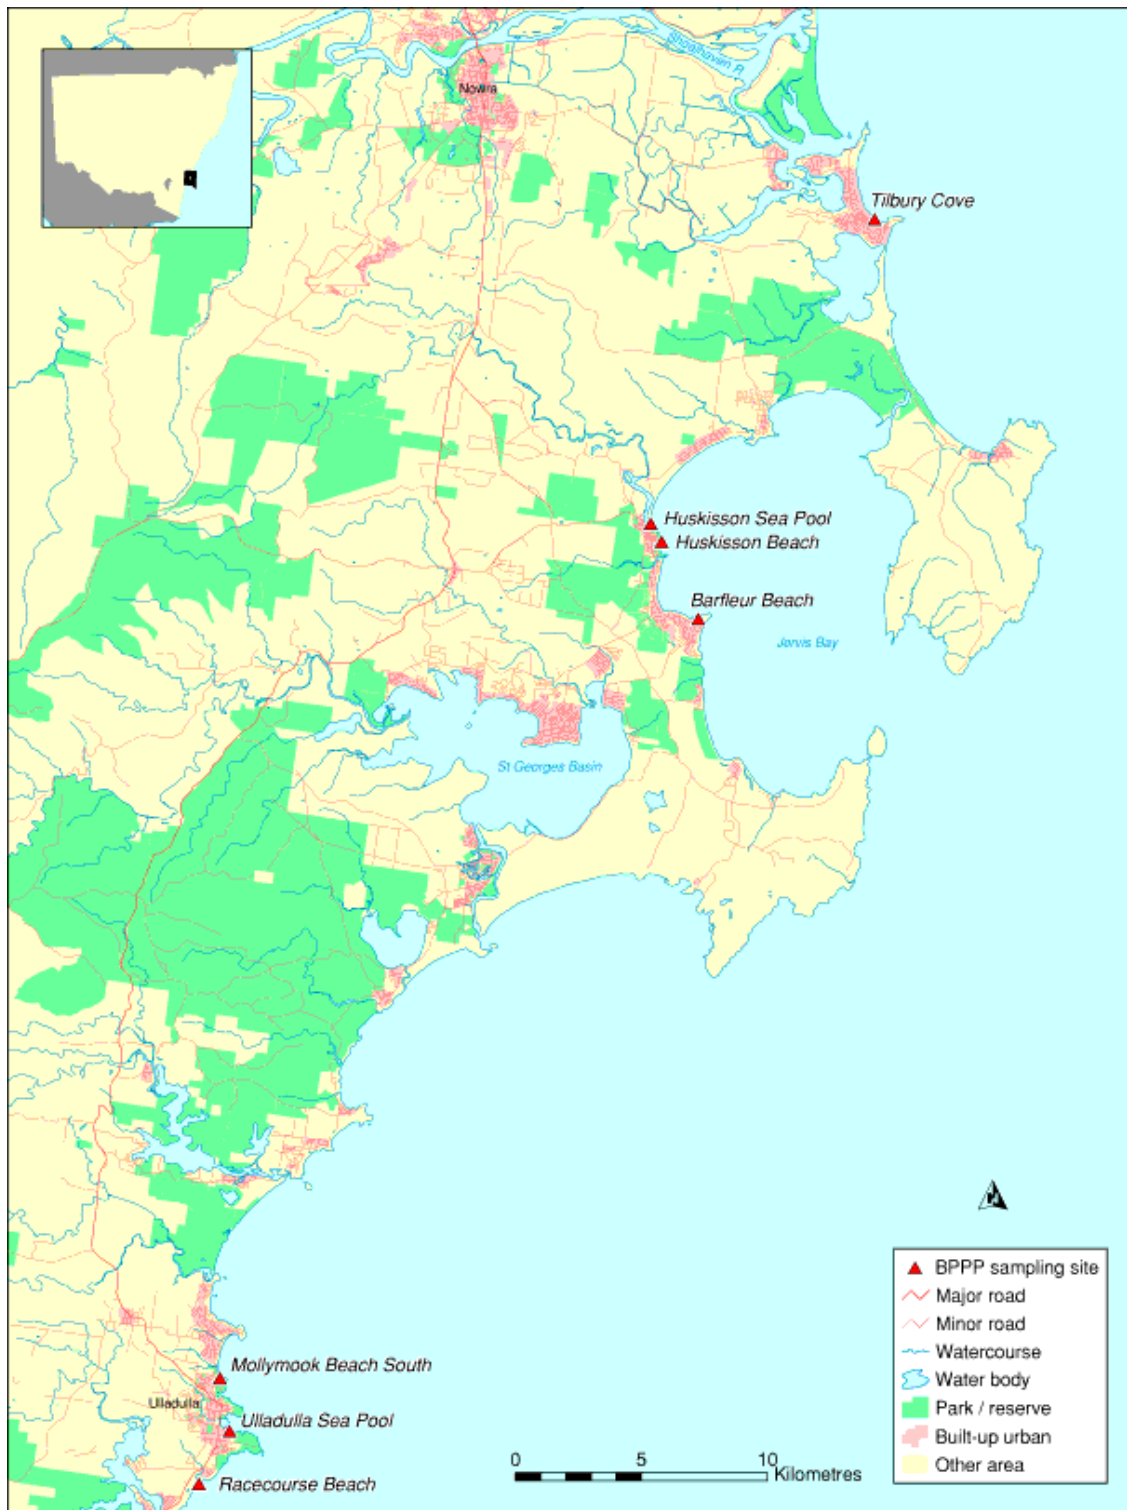 Shoalhaven R
Nowra
Tilbury Cove
Huskisson Sea Pool
Huskisson Beach
Barfleur Beach
Jervis Bay
St Georges Basin
Mollymook Beach South
Ulladulla
Ulladulla Sea Pool
Racecourse Beach
0 5 10
Kilometres
BPPP sampling site
Major road
Minor road
Watercourse
Water body
Park / reserve
Built-up urban
Other area